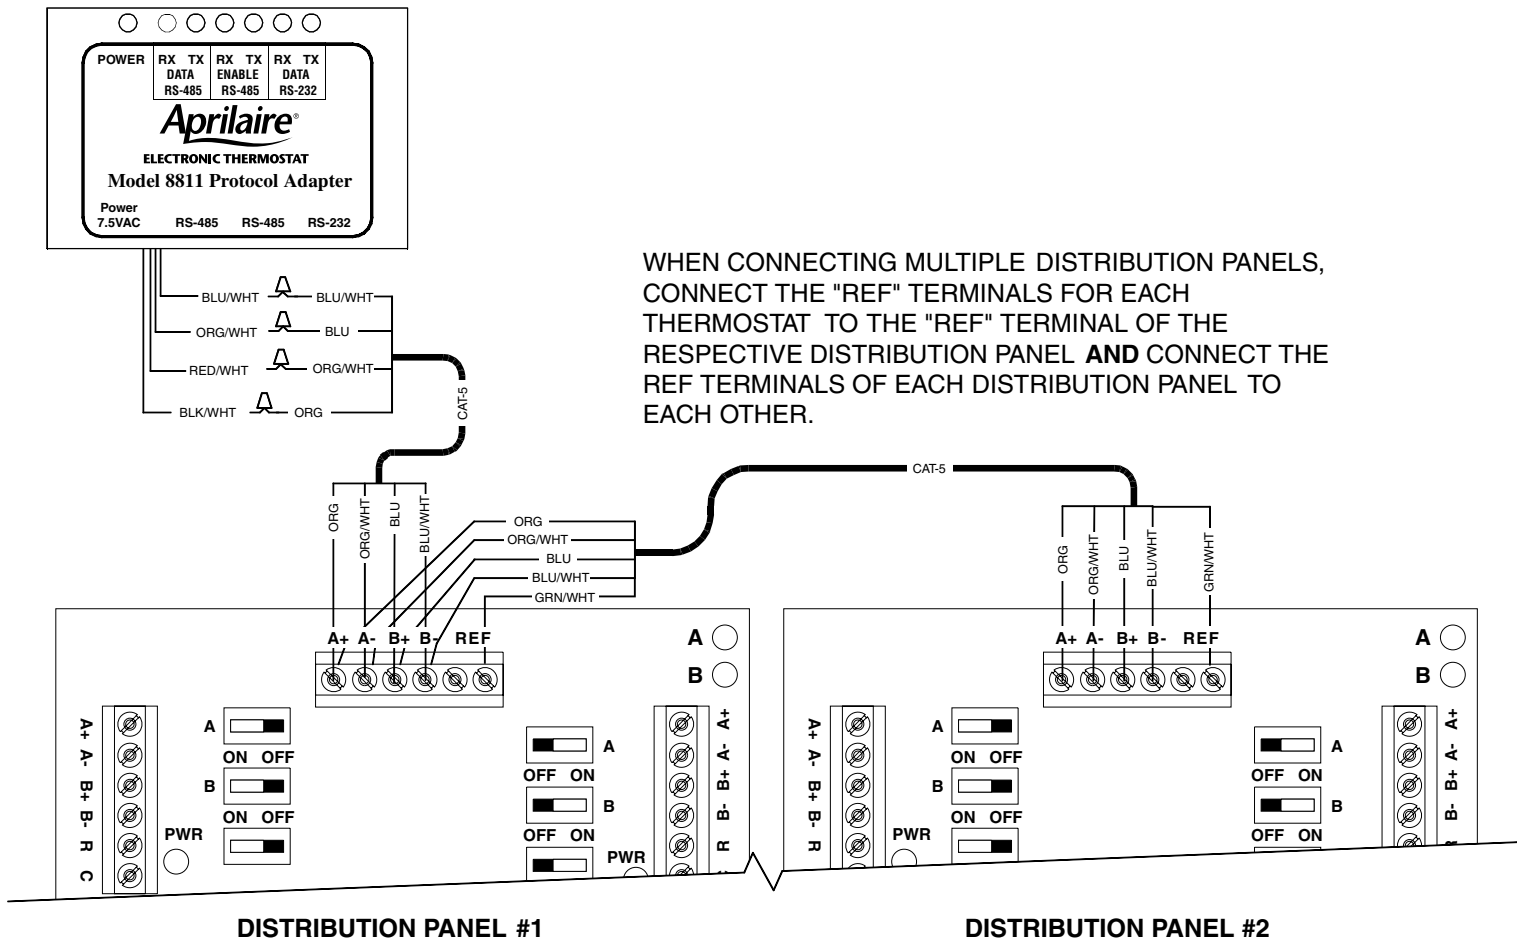 POWER RX TX RX TX RX TX
DATA ENABLE DATA
RS-485 RS-485 RS-232
Aprilaire®
ELECTRONIC THERMOSTAT
Model 8811 Protocol Adapter
Power
7.5VAC RS-485 RS-485 RS-232
BLU/WHT BLU/WHT
ORG/WHT BLU
RED/WHT ORG/WHT
BLK/WHT ORG
CAT-5
WHEN CONNECTING MULTIPLE DISTRIBUTION PANELS,
CONNECT THE "REF" TERMINALS FOR EACH
THERMOSTAT TO THE "REF" TERMINAL OF THE
RESPECTIVE DISTRIBUTION PANEL AND CONNECT THE
REF TERMINALS OF EACH DISTRIBUTION PANEL TO
EACH OTHER.
CAT-5
ORG
ORG/WHT
BLU
BLU/WHT
ORG
ORG/WHT
BLU
BLU/WHT
GRN/WHT
ORG
ORG/WHT
BLU
BLU/WHT
GRN/WHT
A+ A- B+ B- REF
A
B
A+
A-
B+
B-
R
C
A
ON OFF
B
ON OFF
PWR
A
OFF ON
B
OFF ON
PWR
A+
A-
B+
B-
R
A+ A- B+ B- REF
A
B
A+
A-
B+
B-
R
A
ON OFF
B
ON OFF
PWR
A
OFF ON
B
OFF ON
A+
A-
B+
B-
DISTRIBUTION PANEL #1
DISTRIBUTION PANEL #2